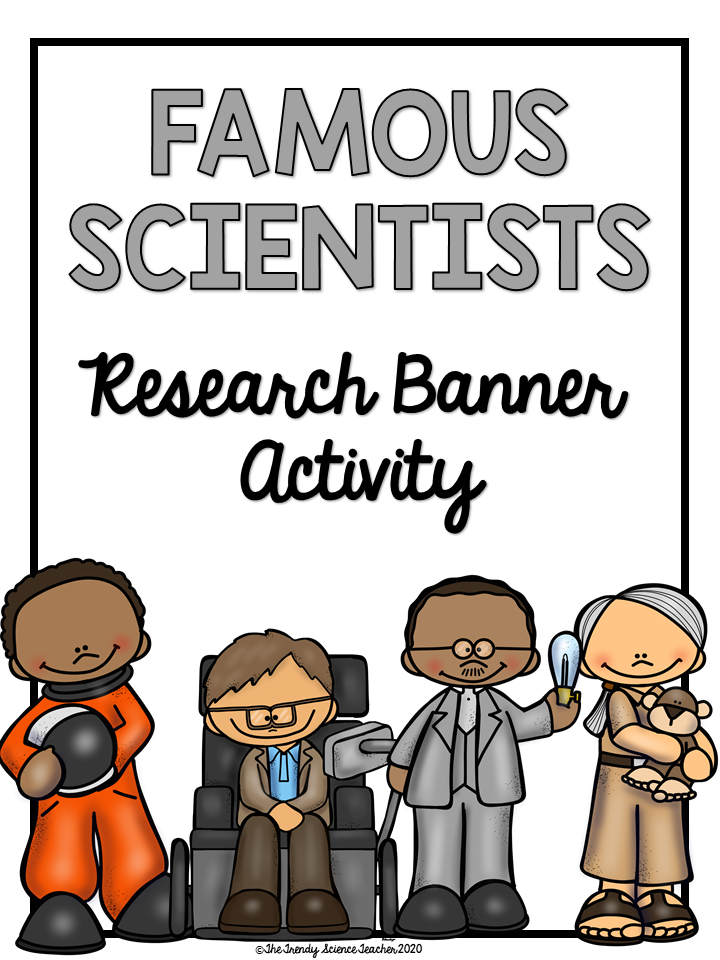 FAMOUS
SCIENTISTS
Research Banner
Activity
©The Trendy Science Teacher2020